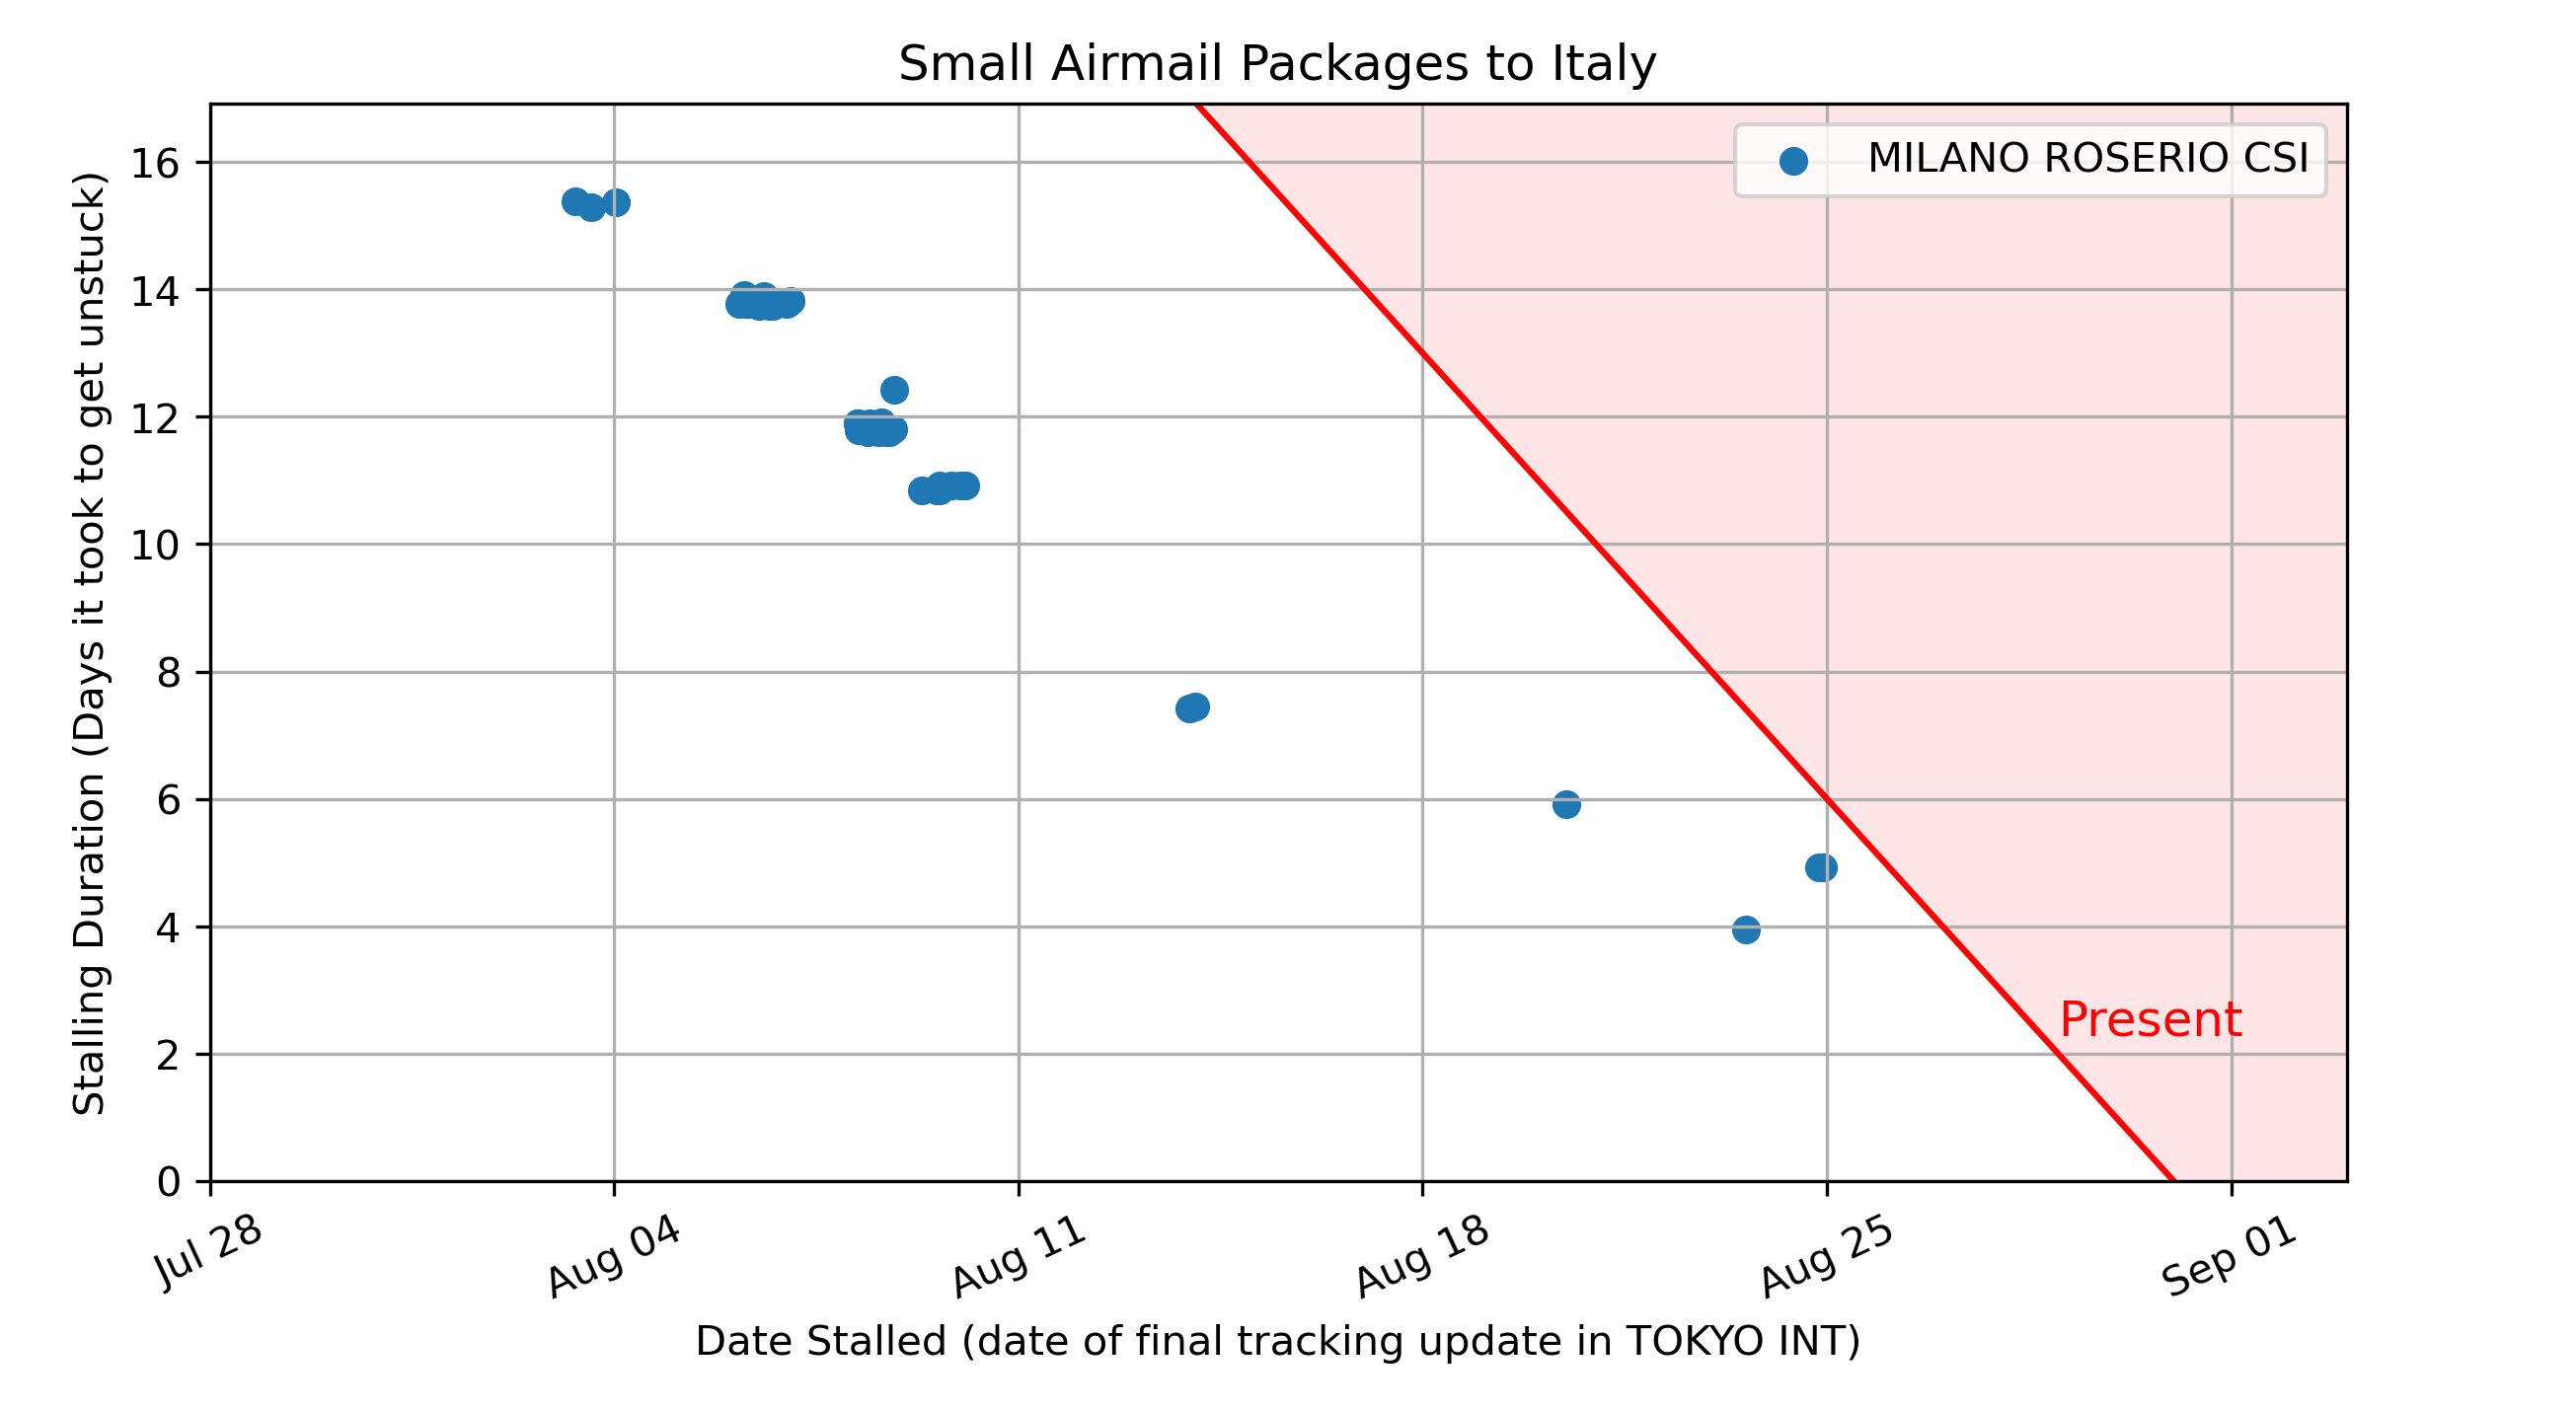 Small Airmail Packages to Italy
MILANO ROSERIO CSI
Stalling Duration (Days it took to get unstuck)
16
14
12
10
8
6
4
2
0
Present
Jul 28
Aug 04
Aug 11
Aug 18
Aug 25
Sep 01
Date Stalled (date of final tracking update in TOKYO INT)